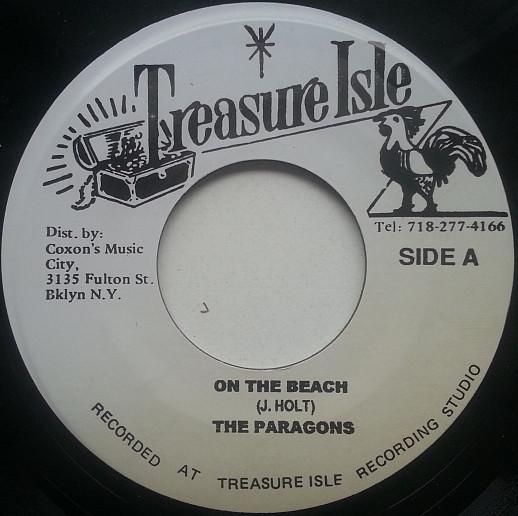 Treasure Isle
Tel: 718-277-4166
SIDE A
Dist. by:
Coxon's Music
City,
3135 Fulton St.
Bklyn N.Y.
ON THE BEACH
(J. HOLT)
THE PARAGONS
RECORDED AT TREASURE ISLE RECORDING STUDIO